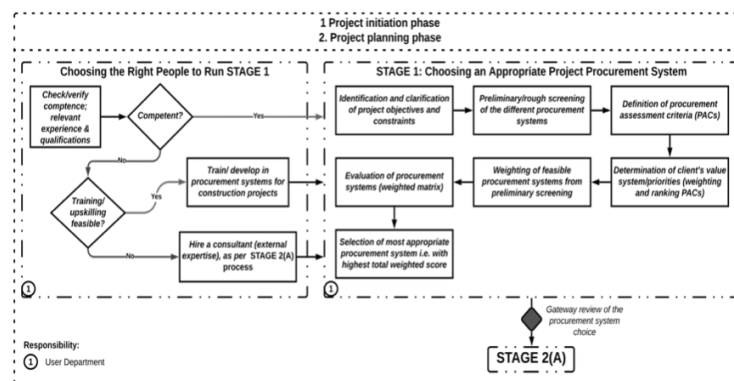 1 Project initiation phase
2. Project planning phase
Choosing the Right People to Run STAGE 1
Check/verify
comptence;
relevant
experience &
qualifications
Competent?
Yes
No
Training/
upskilling
feasible?
Yes
Train/ develop in
procurement systems for
construction projects
No
Hire a consultant (external
expertise), as per STAGE 2(A)
process
1
STAGE 1: Choosing an Appropriate Project Procurement System
Identification and clarification
of project objectives and
constraints
Preliminary/rough screening
of the different procurement
systems
Definition of procurement
assessment criteria (PACs)
Evaluation of procurement
systems (weighted matrix)
Weighting of feasible
procurement systems from
preliminary screening
Determination of client's value
system/priorities (weighting
and ranking PACs)
Selection of most appropriate
procurement system i.e. with
highest total weighted score
1
Gateway review of the
procurement system
choice
STAGE 2(A)
Responsibility:
1 User Department